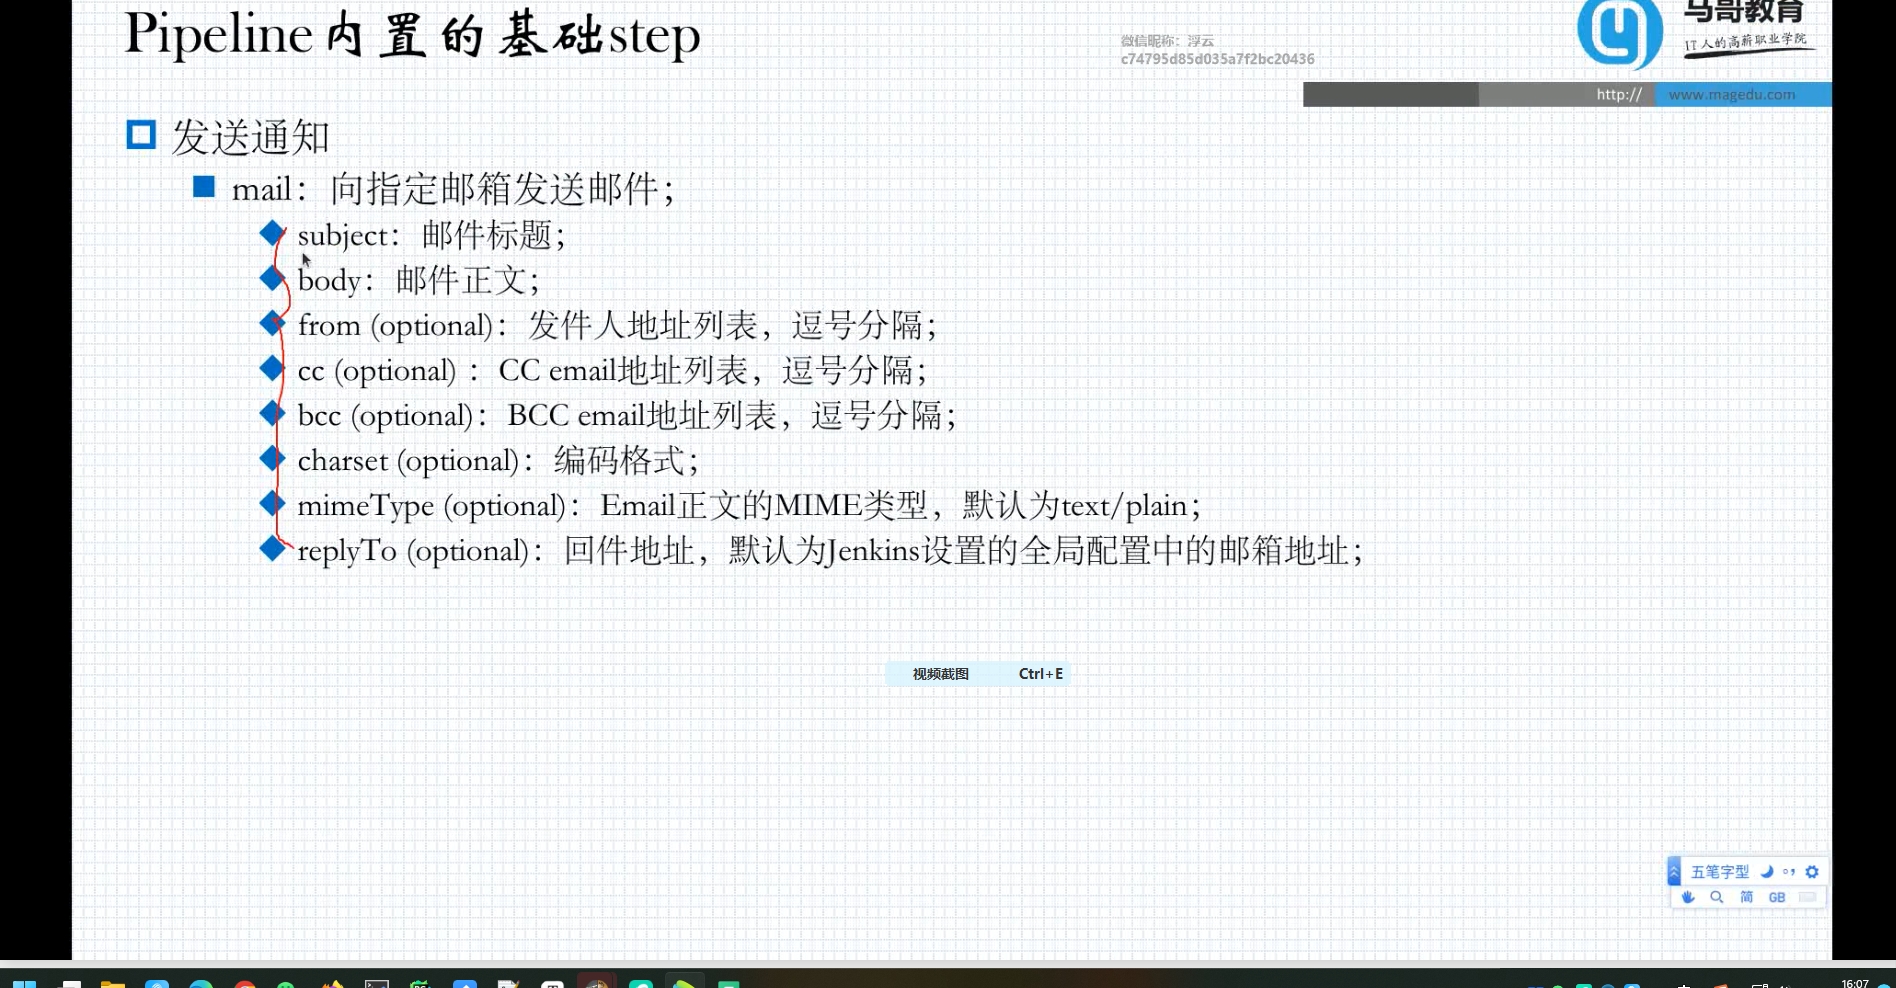 Pipeline内置的基础step
微信昵称：浮云
c74795d85d035a7f2bc20436
马哥教育
IT人的高薪职业学院
http:// www.magedu.com
发送通知
mail：向指定邮箱发送邮件；
subject：邮件标题；
body：邮件正文；
from (optional)：发件人地址列表，逗号分隔；
cc (optional) ：CC email地址列表，逗号分隔；
bcc (optional)：BCC email地址列表，逗号分隔；
charset (optional)：编码格式；
mimeType (optional)：Email正文的MIME类型，默认为text/plain；
replyTo (optional)：回件地址，默认为Jenkins设置的全局配置中的邮箱地址；
视频截图 Ctrl+E
五笔字型
简 GB
16:07